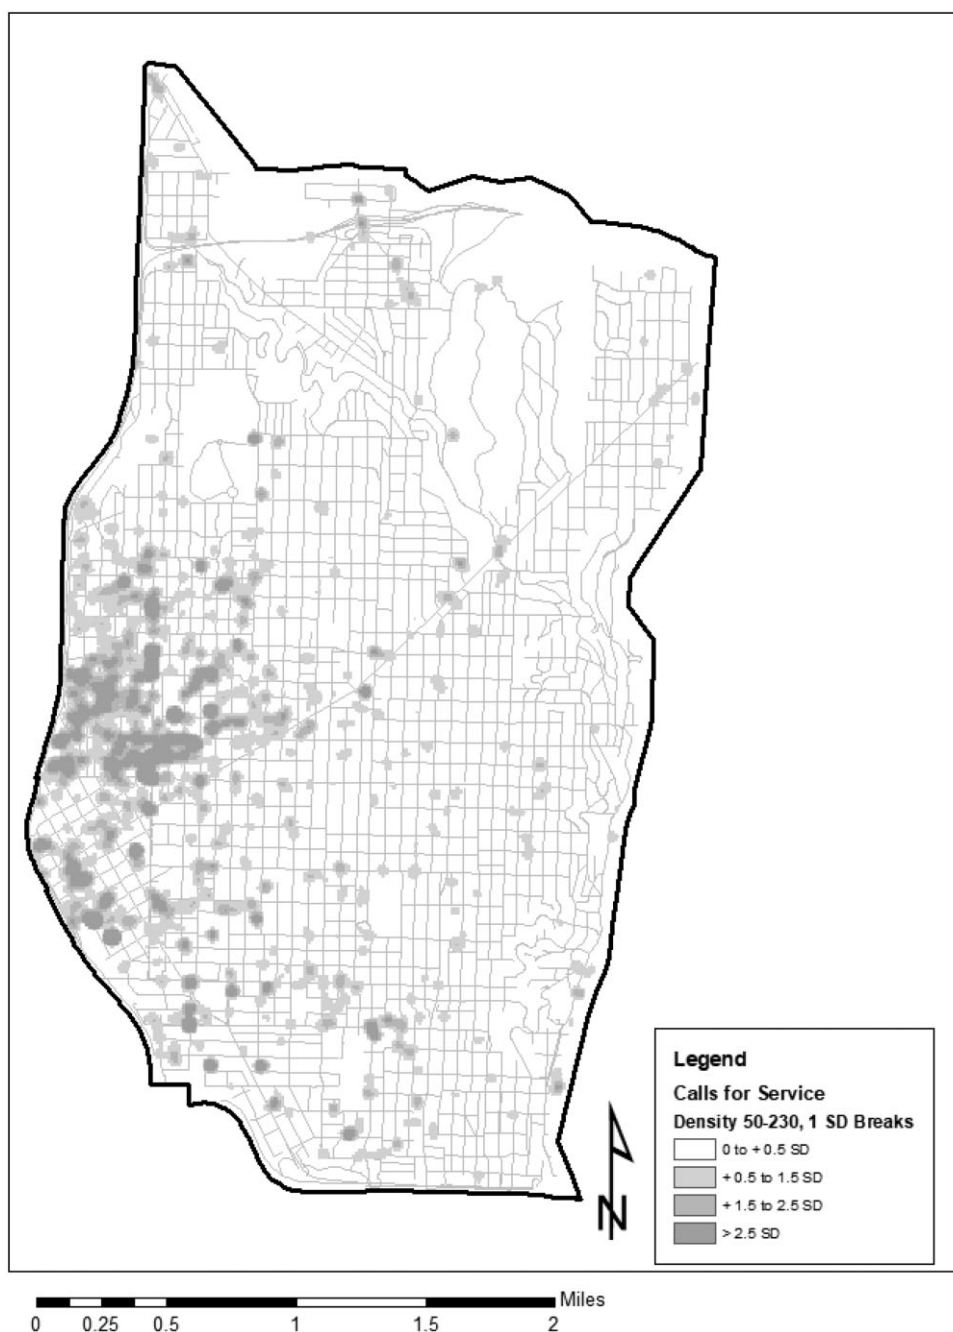 Legend
Calls for Service
Density 50-230, 1 SD Breaks
0 to + 0.5 SD
+ 0.5 to 1.5 SD
+ 1.5 to 2.5 SD
> 2.5 SD
N
Miles
0 0.25 0.5 1 1.5 2